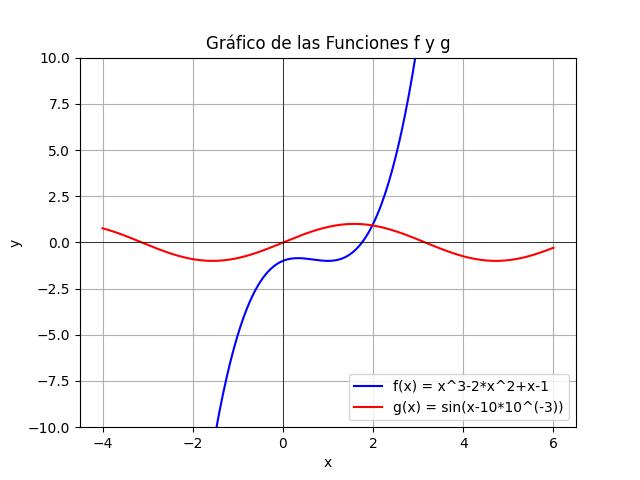 Gráfico de las Funciones f y g
10.0
7.5
5.0
2.5
0.0
−2.5
−5.0
−7.5
−10.0
y
f(x) = x^3-2*x^2+x-1
g(x) = sin(x-10*10^(-3))
−4 −2 0 2 4 6
x